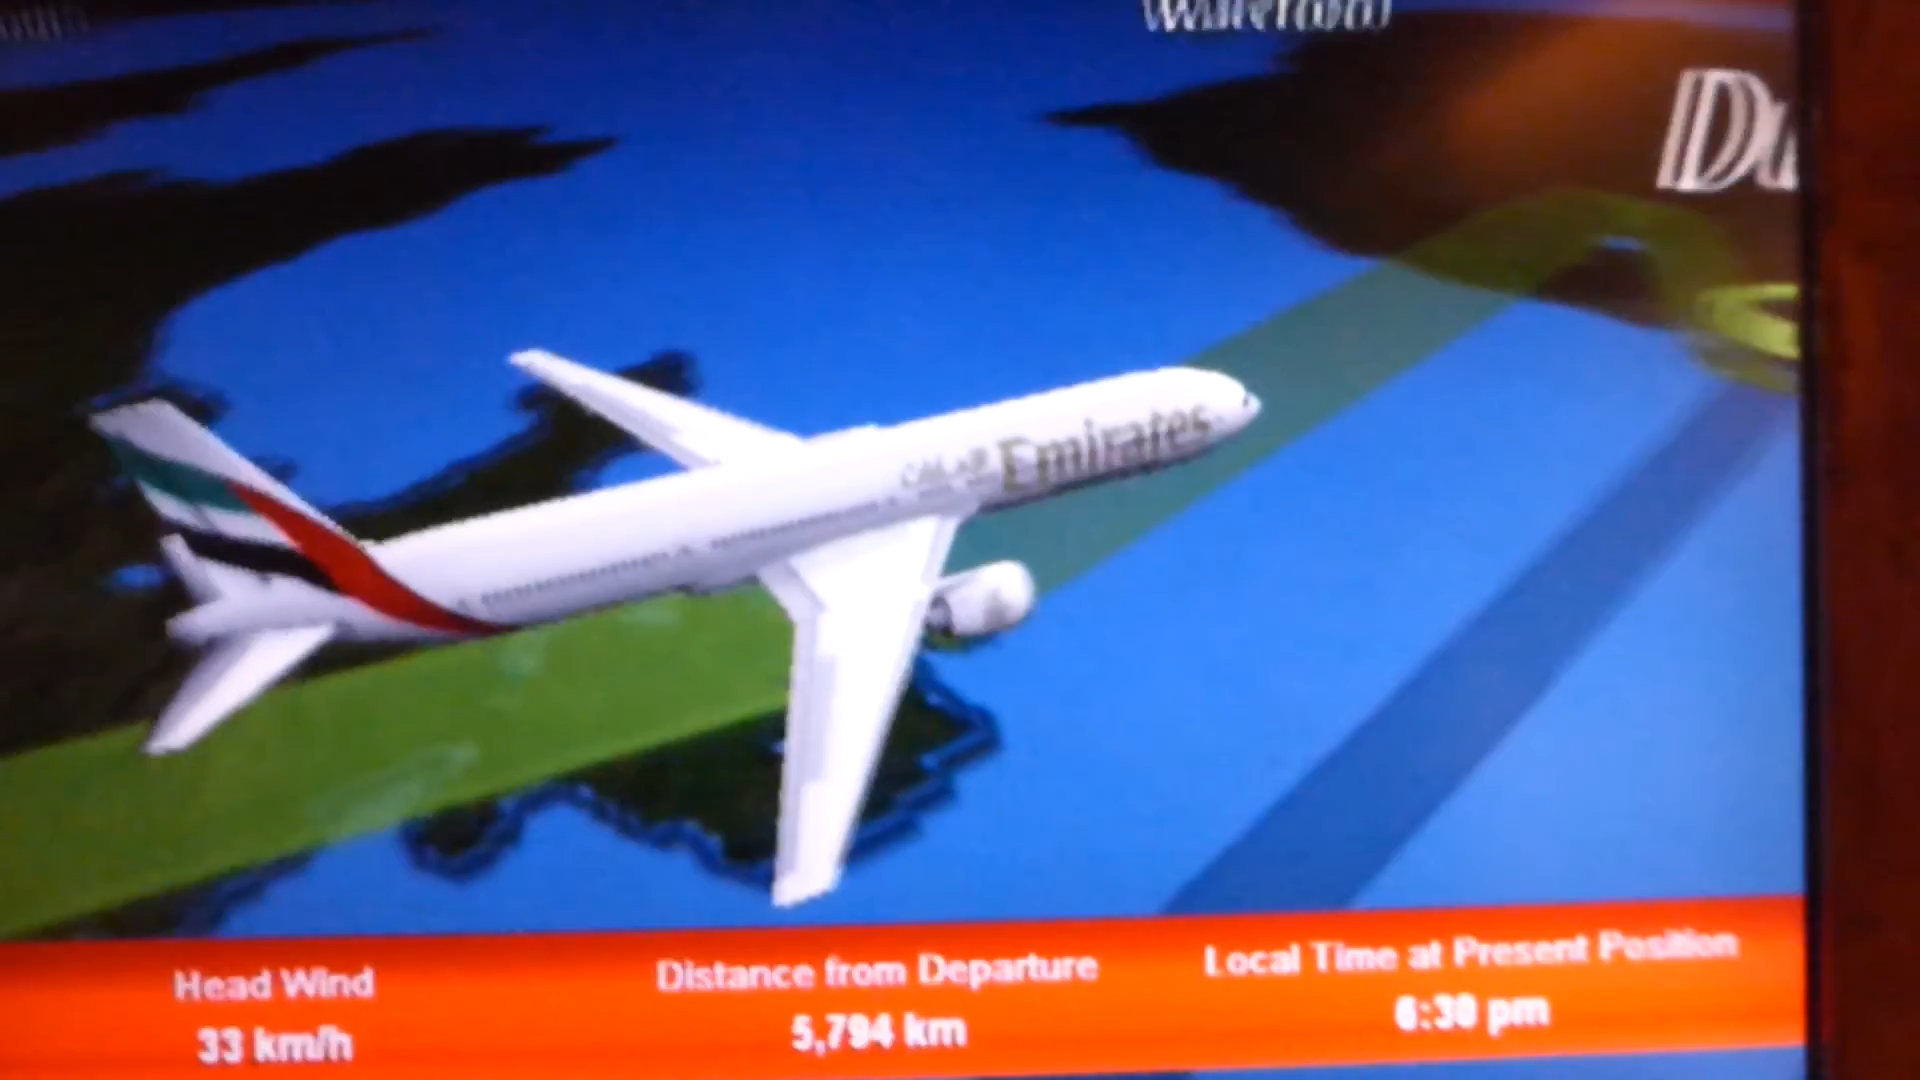 Du
Emirates
Head Wind
33 km/h
Distance from Departure
5,794 km
Local Time at Present Position
6:30 pm